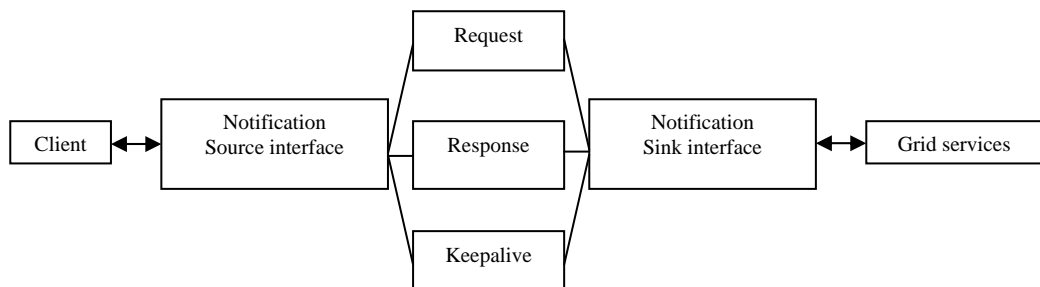 Request
Client
Notification
Source interface
Response
Notification
Sink interface
Grid services
Keepalive